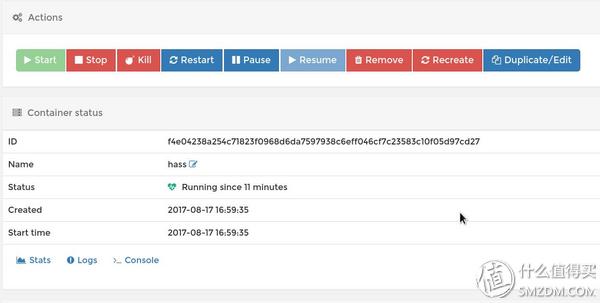 Actions
Start Stop Kill Restart Pause Resume Remove Recreate Duplicate/Edit
Container status
ID f4e04238a254c71823f0968d6da7597938c6eff046cf7c23583c10f05d97cd27
Name hass
Status Running since 11 minutes
Created 2017-08-17 16:59:35
Start time 2017-08-17 16:59:35
Stats Logs Console
值 什么值得买
SMZDM.COM